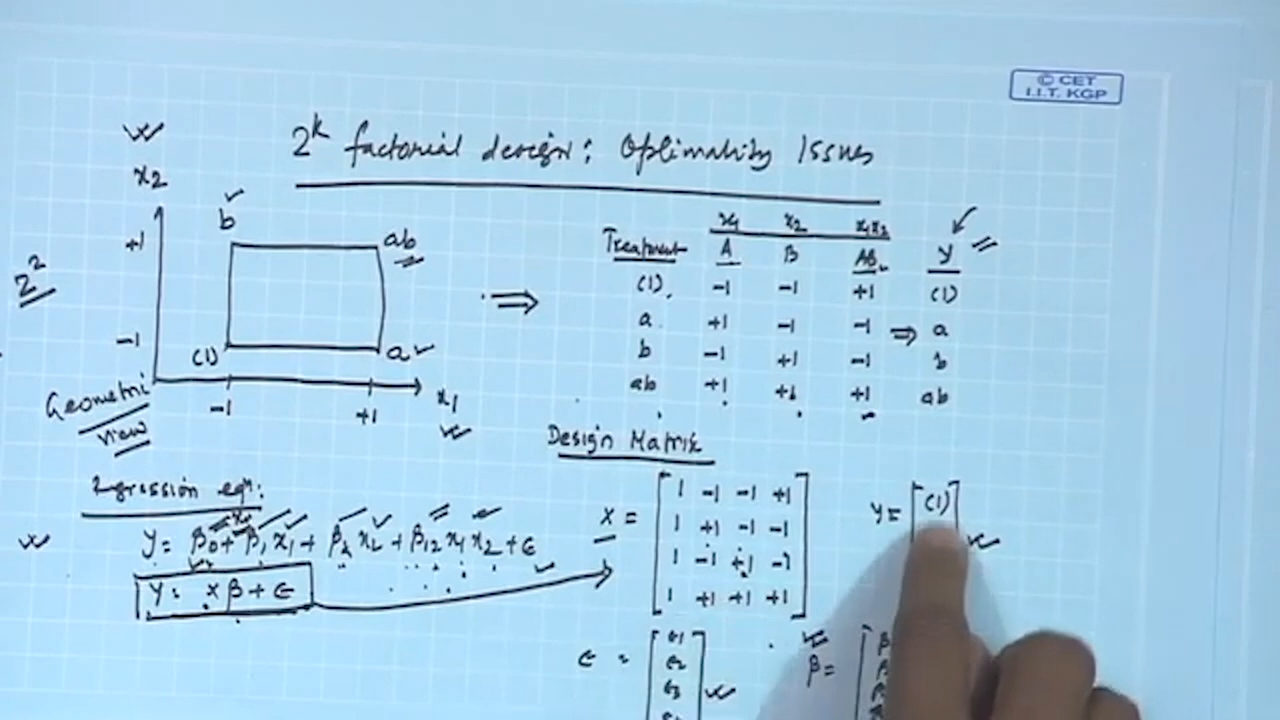 © CET
I.I.T. KGP
2^k factorial design: Optimality Issues
x2
+1
-1
2^2
b
ab
(1)
a
-1 +1
x1
Geometric
view
x1 x2 x1x2
Treatment A B AB y
(1) -1 -1 +1 (1)
a +1 -1 -1 ⇒ a
b -1 +1 -1 b
ab +1 +1 +1 ab
Design Matrix
Regression eqn:
y = β0 + β1 x1 + β2 x2 + β12 x1 x2 + ϵ
y = xβ + ϵ
X =
1 -1 -1 +1
1 +1 -1 -1
1 -1 +1 -1
1 +1 +1 +1
y = [(1)]
ϵ =
ϵ1
ϵ2
ϵ3
β =
β
β
β